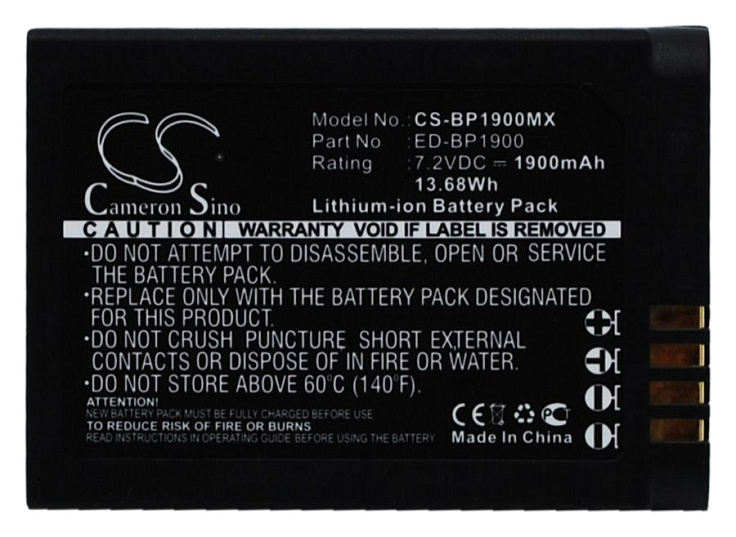 CS
Cameron Sino
Model No. :CS-BP1900MX
Part No :ED-BP1900
Rating :7.2VDC ⎓ 1900mAh
13.68Wh
Lithium-ion Battery Pack
CAUTION WARRANTY VOID IF LABEL IS REMOVED
·DO NOT ATTEMPT TO DISASSEMBLE, OPEN OR SERVICE
THE BATTERY PACK.
·REPLACE ONLY WITH THE BATTERY PACK DESIGNED
FOR THIS PRODUCT.
·DO NOT CRUSH PUNCTURE SHORT EXTERNAL
CONTACTS OR DISPOSE OF IN FIRE OR WATER.
·DO NOT STORE ABOVE 60°C (140°F).
ATTENTION!
NEW BATTERY PACK MUST BE FULLY CHARGED BEFORE USE
TO REDUCE RISK OF FIRE OR BURNS
READ INSTRUCTIONS IN OPERATING GUIDE BEFORE USING THE BATTERY
CE PCT
Made In China